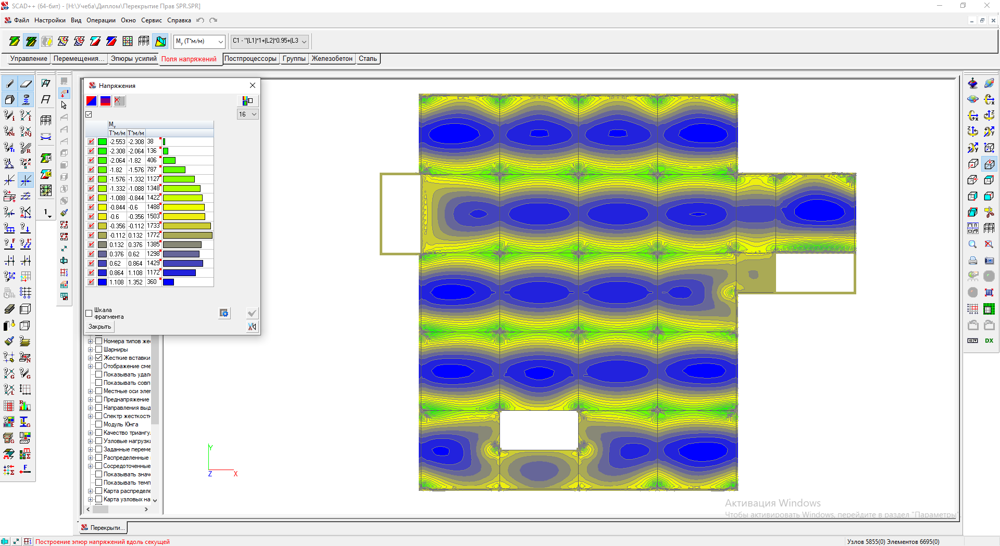 SCAD++ (64-бит) - [H:\Учеба\Диплом\Перекрытие Прав SPR.SPR]
Файл Настройки Вид Операции Окно Сервис Справка
My (Т*м/м) C1 - "(L1)*1+(L2)*0.95+(L3
Управление Перемещения... Эпюры усилий Поля напряжений Постпроцессоры Группы Железобетон Сталь
Напряжения
16
My
Т*м/м Т*м/м
-2.553 -2.308 38
-2.308 -2.064 136
-2.064 -1.82 406
-1.82 -1.576 787
-1.576 -1.332 1127
-1.332 -1.088 1348
-1.088 -0.844 1422
-0.844 -0.6 1488
-0.6 -0.356 1503
-0.356 -0.112 1733
-0.112 0.132 1772
0.132 0.376 1385
0.376 0.62 1298
0.62 0.864 1429
0.864 1.108 1172
1.108 1.352 360
Шкала
фрагмента
Закрыть
Номера типов же
Шарниры
Жесткие вставки
Отображение сме
Показывать удал
Показывать совп
Местные оси эле
Преднапряжение
Направления выд
Спектр жесткост
Модуль Юнга
Качество триангу
Узловые нагрузк
Заданные переме
Распределенные
Сосредоточенные
Показывать знач
Показывать темп
Карта распределе
Карта узловых на
Y
Z X
1
DX
Активация Windows
Чтобы активировать Windows, перейдите в раздел "Параметры".
Перекрыти...
Построение эпюр напряжений вдоль секущей
Узлов 5855(0) Элементов 6695(0)